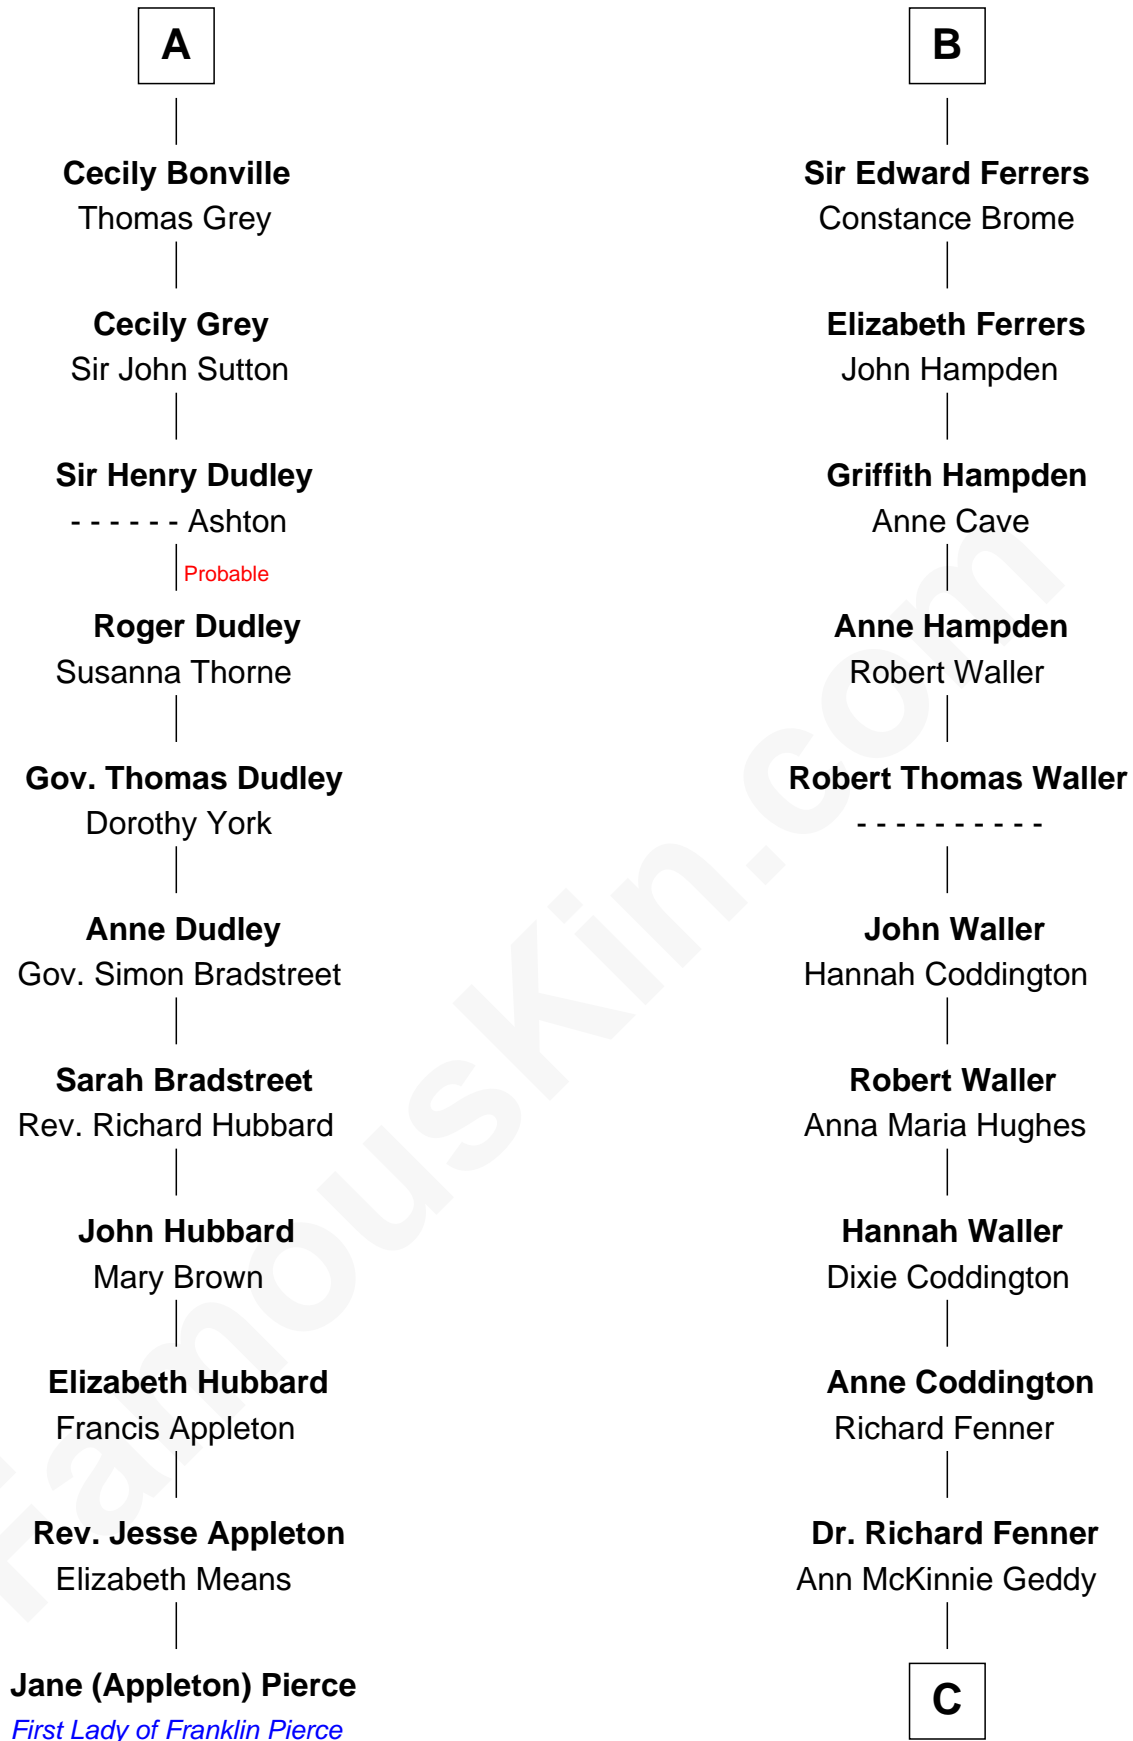 A
Cecily Bonville
Thomas Grey
Cecily Grey
Sir John Sutton
Sir Henry Dudley
- - - - - - Ashton
Probable
Roger Dudley
Susanna Thorne
Gov. Thomas Dudley
Dorothy York
Anne Dudley
Gov. Simon Bradstreet
Sarah Bradstreet
Rev. Richard Hubbard
John Hubbard
Mary Brown
Elizabeth Hubbard
Francis Appleton
Rev. Jesse Appleton
Elizabeth Means
Jane (Appleton) Pierce
First Lady of Franklin Pierce
B
Sir Edward Ferrers
Constance Brome
Elizabeth Ferrers
John Hampden
Griffith Hampden
Anne Cave
Anne Hampden
Robert Waller
Robert Thomas Waller
- - - - - - - - - -
John Waller
Hannah Coddington
Robert Waller
Anna Maria Hughes
Hannah Waller
Dixie Coddington
Anne Coddington
Richard Fenner
Dr. Richard Fenner
Ann McKinnie Geddy
C
FamousKin.com